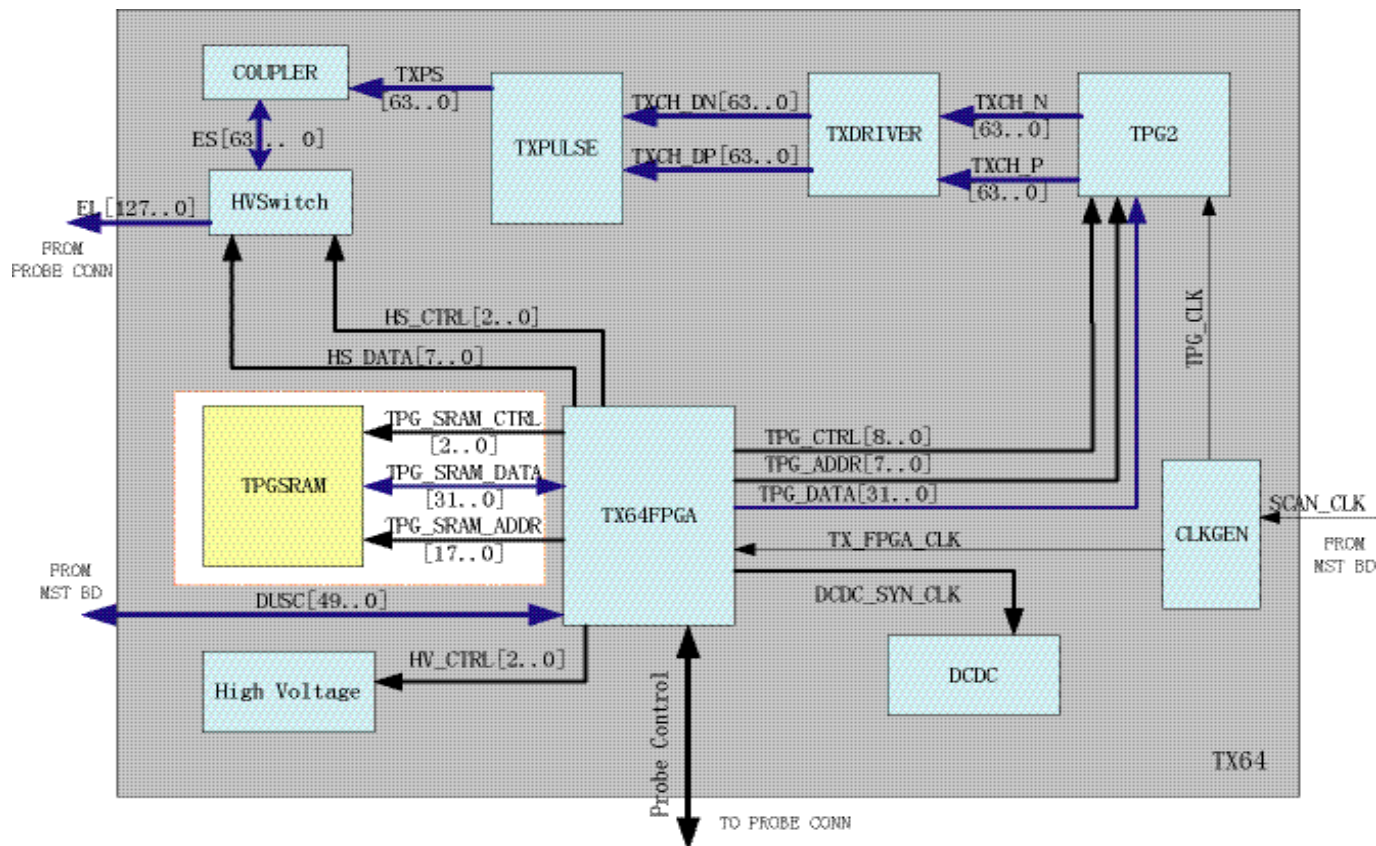 COUPLER
TXPS
[63..0]
TXCH_DN[63..0]
TXCH_N
[63..0]
TPG2
ES[63.. 0]
TXPULSE
TXDRIVER
TXCH_DP[63..0]
TXCH_P
[63..0]
HVSwitch
EL[127..0]
FROM
PROBE CONN
HS_CTRL[2..0]
HS_DATA[7..0]
TPG_CLK
TPG_SRAM_CTRL
[2..0]
TPG_SRAM_DATA
[31..0]
TPG_SRAM_ADDR
[17..0]
TPGSRAM
TX64FPGA
TPG_CTRL[8..0]
TPG_ADDR[7..0]
TPG_DATA[31..0]
TX_FPGA_CLK
SCAN_CLK
FROM
MST BD
CLKGEN
FROM
MST BD
DUSC[49..0]
DCDC_SYN_CLK
HV_CTRL[2..0]
High Voltage
DCDC
Probe Control
TX64
TO PROBE CONN